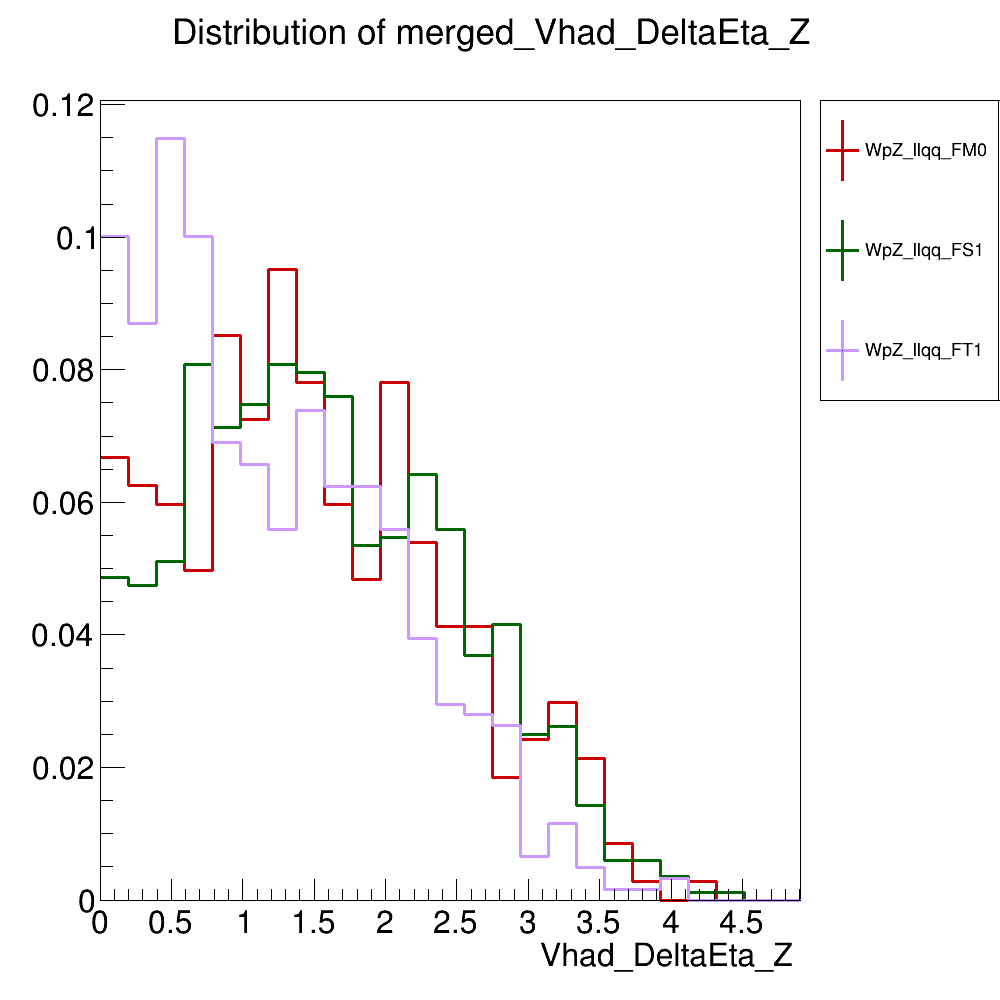 Distribution of merged_Vhad_DeltaEta_Z
0.12
0.1
0.08
0.06
0.04
0.02
0
0 0.5 1 1.5 2 2.5 3 3.5 4 4.5
Vhad_DeltaEta_Z
WpZ_llqq_FM0
WpZ_llqq_FS1
WpZ_llqq_FT1